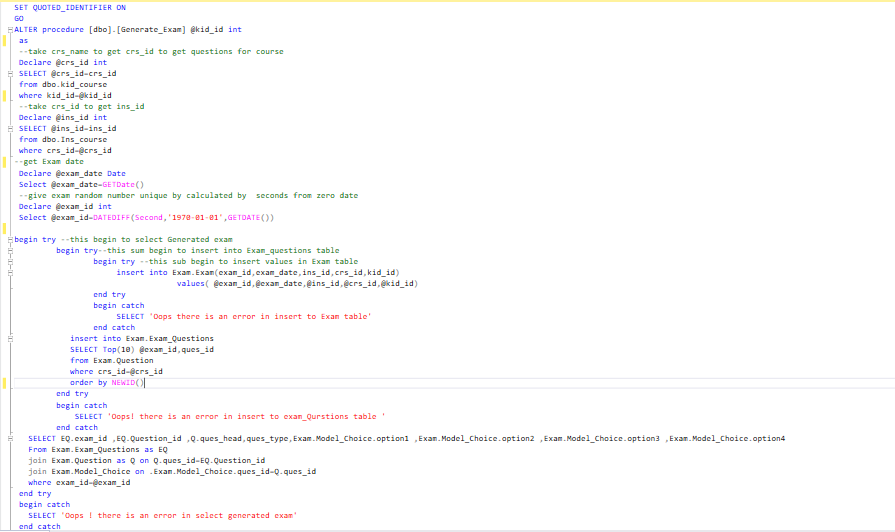 SET QUOTED_IDENTIFIER ON
GO
ALTER procedure [dbo].[Generate_Exam] @kid_id int
as
--take crs_name to get crs_id to get questions for course
Declare @crs_id int
SELECT @crs_id=crs_id
from dbo.kid_course
where kid_id=@kid_id
--take crs_id to get ins_id
Declare @ins_id int
SELECT @ins_id=ins_id
from dbo.Ins_course
where crs_id=@crs_id
--get Exam date
Declare @exam_date Date
Select @exam_date=GETDate()
--give exam random number unique by calculated by  seconds from zero date
Declare @exam_id int
Select @exam_id=DATEDIFF(Second,'1970-01-01',GETDATE())
begin try --this begin to select Generated exam
begin try--this sum begin to insert into Exam_questions table
begin try --this sub begin to insert values in Exam table
insert into Exam.Exam(exam_id,exam_date,ins_id,crs_id,kid_id)
values( @exam_id,@exam_date,@ins_id,@crs_id,@kid_id)
end try
begin catch
SELECT 'Oops there is an error in insert to Exam table'
end catch
insert into Exam.Exam_Questions
SELECT Top(10) @exam_id,ques_id
from Exam.Question
where crs_id=@crs_id
order by NEWID()
end try
begin catch
SELECT 'Oops! there is an error in insert to exam_Qurstions table '
end catch
SELECT EQ.exam_id ,EQ.Question_id ,Q.ques_head,ques_type,Exam.Model_Choice.option1 ,Exam.Model_Choice.option2 ,Exam.Model_Choice.option3 ,Exam.Model_Choice.option4
From Exam.Exam_Questions as EQ
join Exam.Question as Q on Q.ques_id=EQ.Question_id
join Exam.Model_Choice on .Exam.Model_Choice.ques_id=Q.ques_id
where exam_id=@exam_id
end try
begin catch
SELECT 'Oops ! there is an error in select generated exam'
end catch